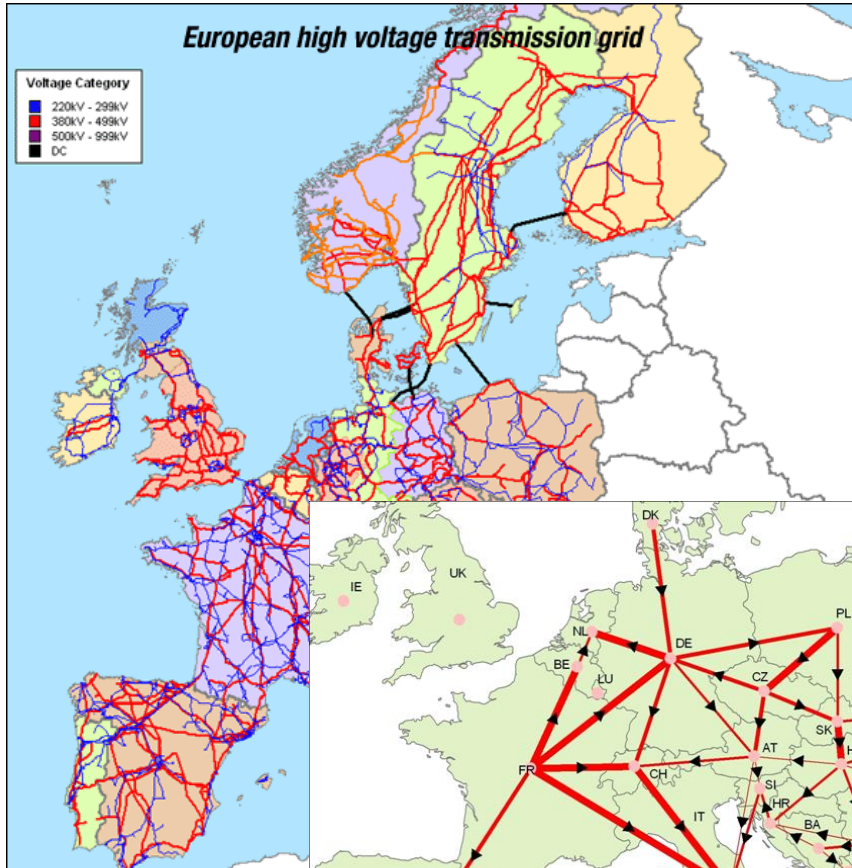 European high voltage transmission grid
Voltage Category
220kV - 299kV
380kV - 499kV
500kV - 999kV
DC
DK
IE
UK
NL
DE
PL
BE
LU
CZ
SK
FR
CH
AT
H
SI
IT
HR
BA